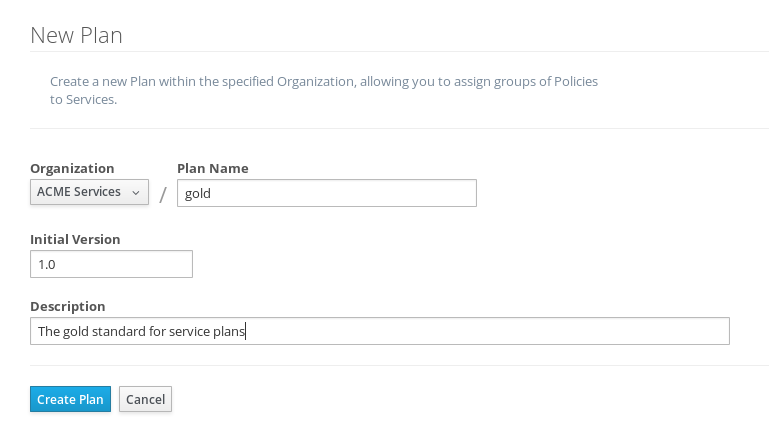 New Plan
Create a new Plan within the specified Organization, allowing you to assign groups of Policies
to Services.
Organization Plan Name
ACME Services / gold
Initial Version
1.0
Description
The gold standard for service plans
Create Plan Cancel